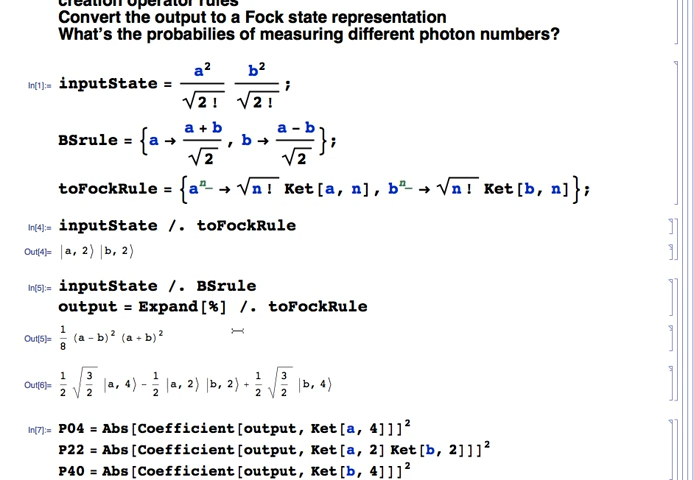 creation operator rules
Convert the output to a Fock state representation
What's the probabilies of measuring different photon numbers?
In[1]:= inputState = a²/√2! b²/√2! ;
BSrule = {a → (a + b)/√2, b → (a - b)/√2};
toFockRule = {a^n_ → √n! Ket[a, n], b^n_ → √n! Ket[b, n]};
In[4]:= inputState /. toFockRule
Out[4]= |a, 2⟩ |b, 2⟩
In[5]:= inputState /. BSrule
output = Expand[%] /. toFockRule
Out[5]= 1/8 (a - b)² (a + b)²
Out[6]= 1/2 √(3/2) |a, 4⟩ - 1/2 |a, 2⟩ |b, 2⟩ + 1/2 √(3/2) |b, 4⟩
In[7]:= P04 = Abs[Coefficient[output, Ket[a, 4]]]²
P22 = Abs[Coefficient[output, Ket[a, 2] Ket[b, 2]]]²
P40 = Abs[Coefficient[output, Ket[b, 4]]]²